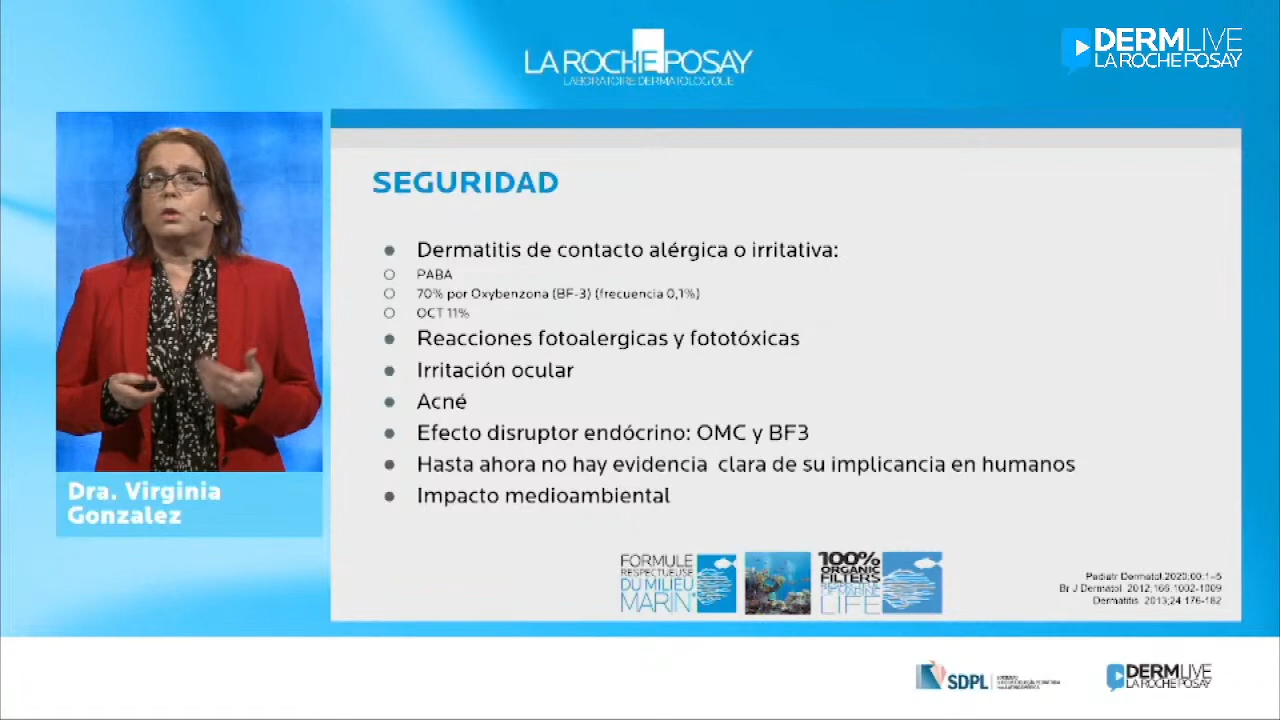 LA ROCHE POSAY
LABORATOIRE DERMATOLOGIQUE
DERMLIVE
LA ROCHE POSAY
SEGURIDAD
Dermatitis de contacto alérgica o irritativa:
PABA
70% por Oxybenzona (BF-3) (frecuencia 0,1%)
OCT 11%
Reacciones fotoalergicas y fototóxicas
Irritación ocular
Acné
Efecto disruptor endócrino: OMC y BF3
Hasta ahora no hay evidencia clara de su implicancia en humanos
Impacto medioambiental
Dra. Virginia
Gonzalez
FORMULE
RESPECTUEUSE
DU MILIEU
MARIN*
100%
ORGANIC
FILTERS
LIFE
Pediatr Dermatol.2020;00:1–5
Br J Dermatol 2012;166:1002-1009
Dermatitis 2013;24:176-182
SDPL
DERMLIVE
LA ROCHE POSAY